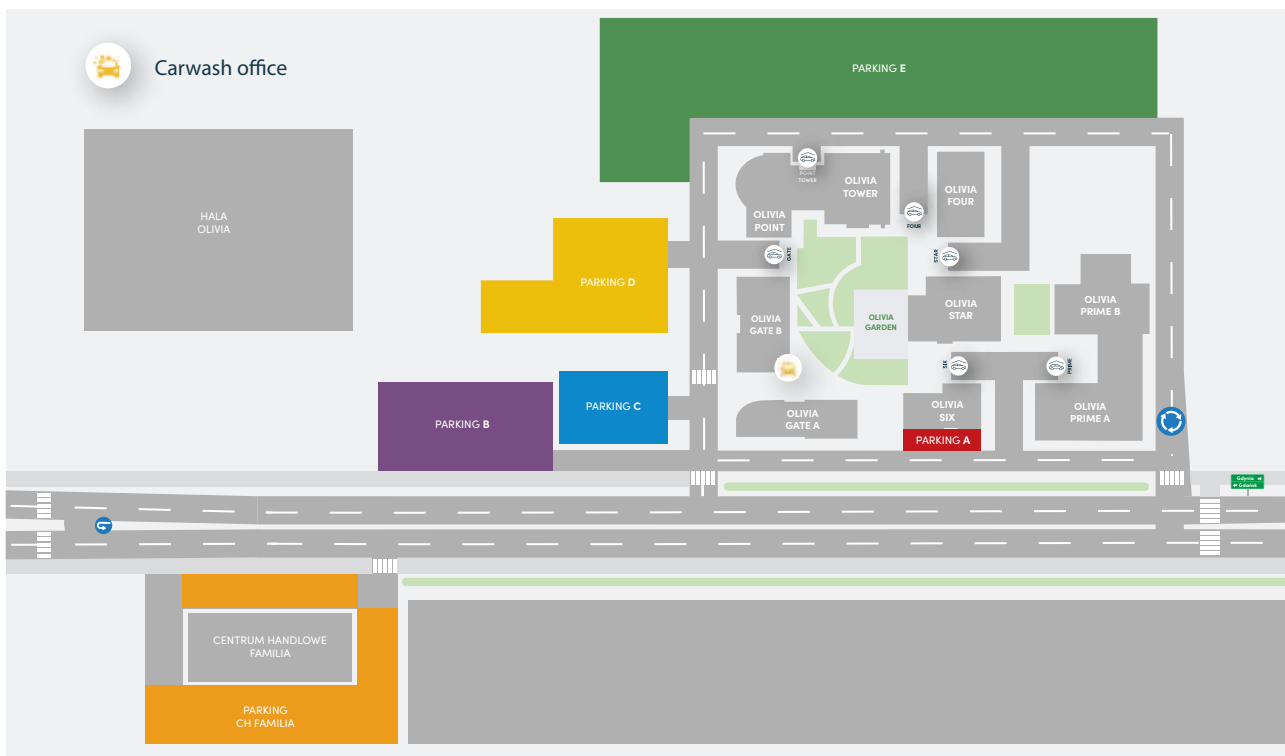 Carwash office
PARKING E
HALA
OLIVIA
POINT
TOWER
OLIVIA
TOWER
OLIVIA
FOUR
OLIVIA
POINT
FOUR
GATE
STAR
PARKING D
OLIVIA
STAR
OLIVIA
PRIME B
OLIVIA
GATE B
OLIVIA
GARDEN
SIX
PRIME
PARKING B
PARKING C
OLIVIA
GATE A
OLIVIA
SIX
OLIVIA
PRIME A
PARKING A
Gdynia
Gdańsk
CENTRUM HANDLOWE
FAMILIA
PARKING
CH FAMILIA